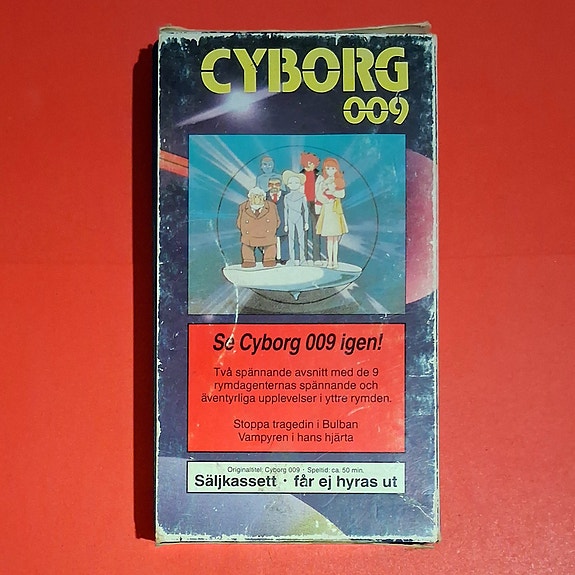 CYBORG
009
Se Cyborg 009 igen!
Två spännande avsnitt med de 9
rymdagenternas spännande och
äventyrliga upplevelser i yttre rymden.
Stoppa tragedin i Bulban
Vampyren i hans hjärta
Originaltitel: Cyborg 009 · Speltid: ca. 50 min.
Säljkassett · får ej hyras ut